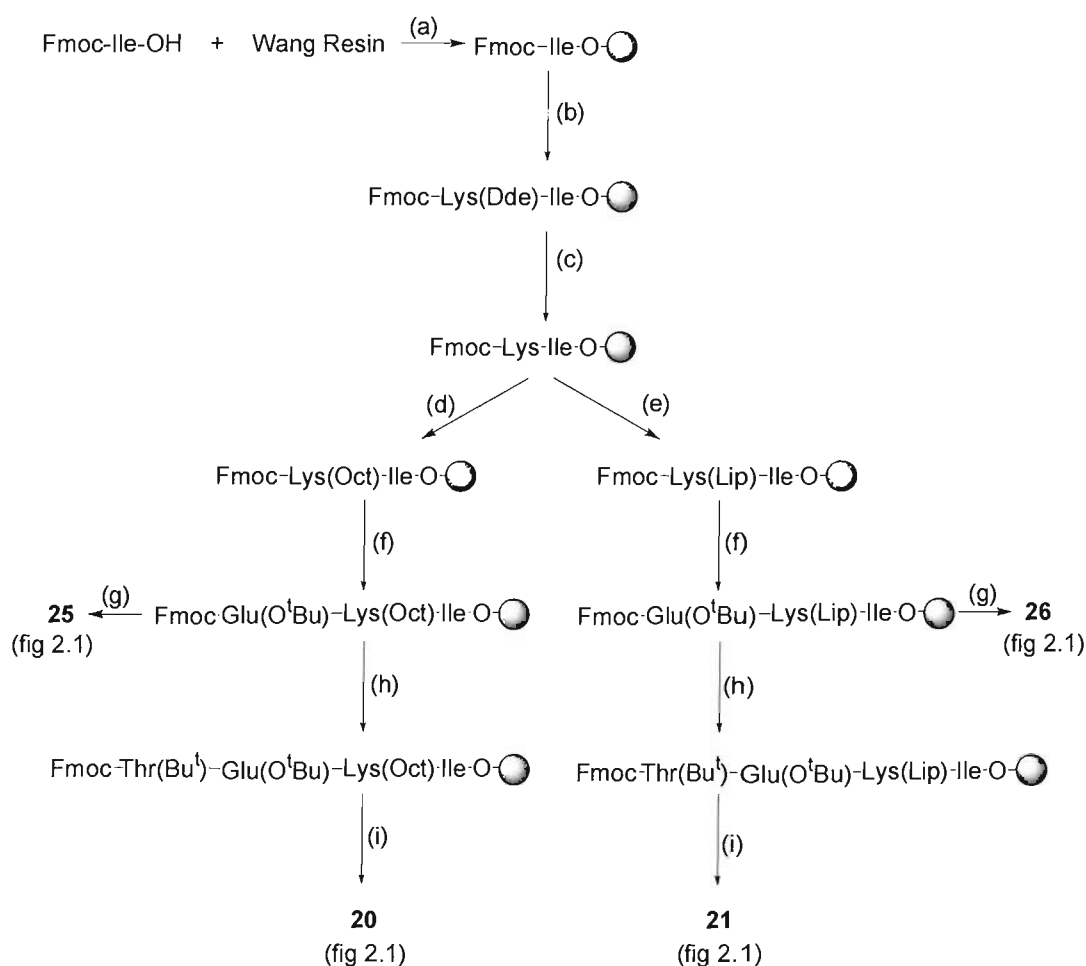 Fmoc-Ile-OH + Wang Resin (a) Fmoc-Ile-O
(b)
Fmoc-Lys(Dde)-Ile-O
(c)
Fmoc-Lys-Ile-O
(d) (e)
Fmoc-Lys(Oct)-Ile-O Fmoc-Lys(Lip)-Ile-O
(f) (f)
25 (g) Fmoc-Glu(OᵗBu)-Lys(Oct)-Ile-O Fmoc-Glu(OᵗBu)-Lys(Lip)-Ile-O (g) 26
(fig 2.1) (fig 2.1)
(h) (h)
Fmoc-Thr(Buᵗ)-Glu(OᵗBu)-Lys(Oct)-Ile-O Fmoc-Thr(Buᵗ)-Glu(OᵗBu)-Lys(Lip)-Ile-O
(i) (i)
20 21
(fig 2.1) (fig 2.1)